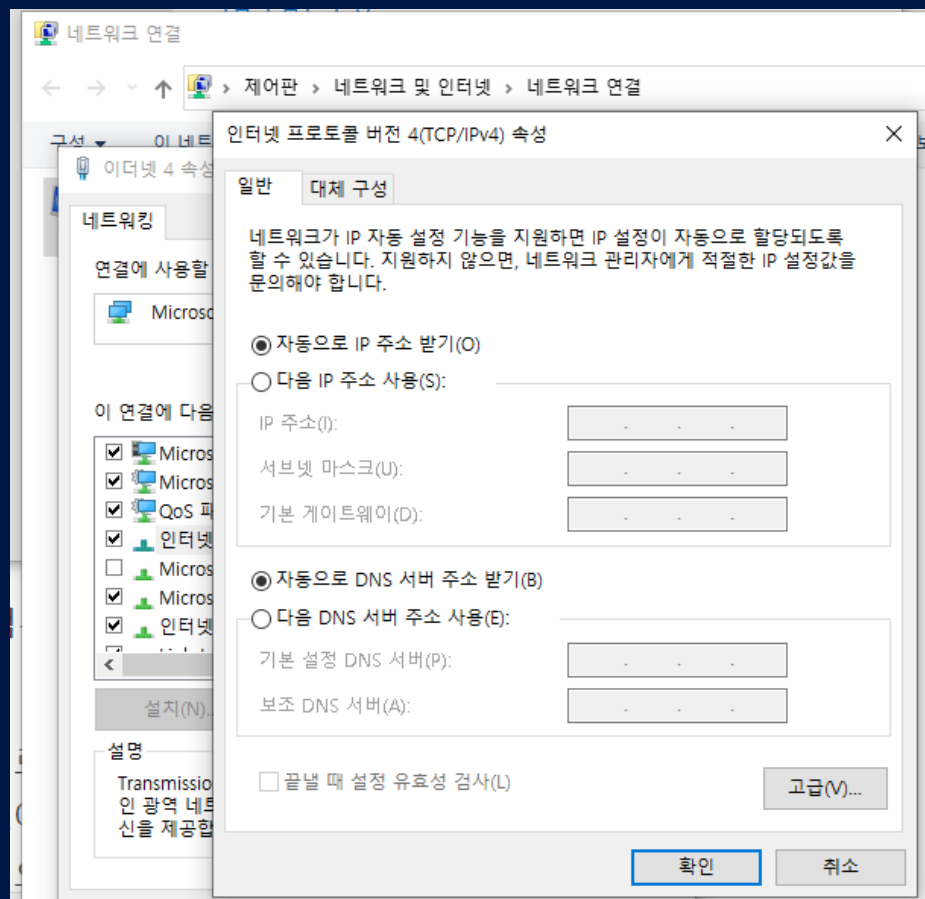 네트워크 연결
제어판 › 네트워크 및 인터넷 › 네트워크 연결
구성
이더넷 4 속성
네트워킹
연결에 사용할
이 연결에 다음
QoS
인터넷
인터넷
설치(N)
설명
인 광역
신을
인터넷 프로토콜 버전 4(TCP/IPv4) 속성
일반
대체 구성
네트워크가 IP 자동 설정 기능을 지원하면 IP 설정이 자동으로 할당되도록
할 수 있습니다. 지원하지 않으면, 네트워크 관리자에게 적절한 IP 설정값을
문의해야 합니다.
자동으로 IP 주소 받기(O)
다음 IP 주소 사용(S):
IP 주소(I):
서브넷 마스크(U):
기본 게이트웨이(D):
자동으로 DNS 서버 주소 받기(B)
다음 DNS 서버 주소 사용(E):
기본 설정 DNS 서버(P):
보조 DNS 서버(A):
끝낼 때 설정 유효성 검사(L)
고급(V)...
확인
취소